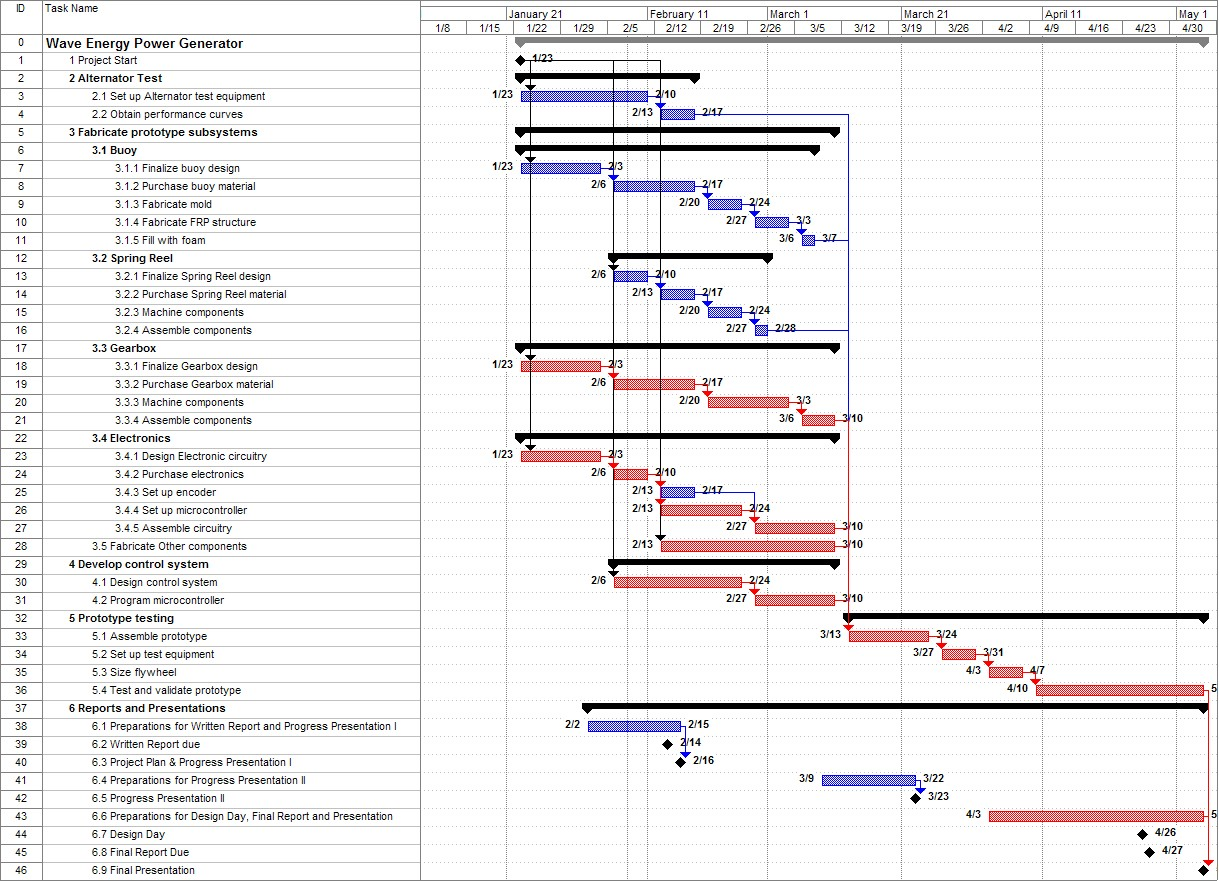 ID Task Name January 21 February 11 March 1 March 21 April 11 May 1
1/8 1/15 1/22 1/29 2/5 2/12 2/19 2/26 3/5 3/12 3/19 3/26 4/2 4/9 4/16 4/23 4/30
0 Wave Energy Power Generator
1 1 Project Start 1/23
2 2 Alternator Test
3 2.1 Set up Alternator test equipment 1/23 2/10
4 2.2 Obtain performance curves 2/13 2/17
5 3 Fabricate prototype subsystems
6 3.1 Buoy
7 3.1.1 Finalize buoy design 1/23 2/3
8 3.1.2 Purchase buoy material 2/6 2/17
9 3.1.3 Fabricate mold 2/20 2/24
10 3.1.4 Fabricate FRP structure 2/27 3/3
11 3.1.5 Fill with foam 3/6 3/7
12 3.2 Spring Reel
13 3.2.1 Finalize Spring Reel design 2/6 2/10
14 3.2.2 Purchase Spring Reel material 2/13 2/17
15 3.2.3 Machine components 2/20 2/24
16 3.2.4 Assemble components 2/27 2/28
17 3.3 Gearbox
18 3.3.1 Finalize Gearbox design 1/23 2/3
19 3.3.2 Purchase Gearbox material 2/6 2/17
20 3.3.3 Machine components 2/20 3/3
21 3.3.4 Assemble components 3/6 3/10
22 3.4 Electronics
23 3.4.1 Design Electronic circuitry 1/23 2/3
24 3.4.2 Purchase electronics 2/6 2/10
25 3.4.3 Set up encoder 2/13 2/17
26 3.4.4 Set up microcontroller 2/13 2/24
27 3.4.5 Assemble circuitry 2/27 3/10
28 3.5 Fabricate Other components 2/13 3/10
29 4 Develop control system
30 4.1 Design control system 2/6 2/24
31 4.2 Program microcontroller 2/27 3/10
32 5 Prototype testing
33 5.1 Assemble prototype 3/13 3/24
34 5.2 Set up test equipment 3/27 3/31
35 5.3 Size flywheel 4/3 4/7
36 5.4 Test and validate prototype 4/10 5
37 6 Reports and Presentations
38 6.1 Preparations for Written Report and Progress Presentation I 2/2 2/15
39 6.2 Written Report due 2/14
40 6.3 Project Plan & Progress Presentation I 2/16
41 6.4 Preparations for Progress Presentation II 3/9 3/22
42 6.5 Progress Presentation II 3/23
43 6.6 Preparations for Design Day, Final Report and Presentation 4/3 5
44 6.7 Design Day 4/26
45 6.8 Final Report Due 4/27
46 6.9 Final Presentation